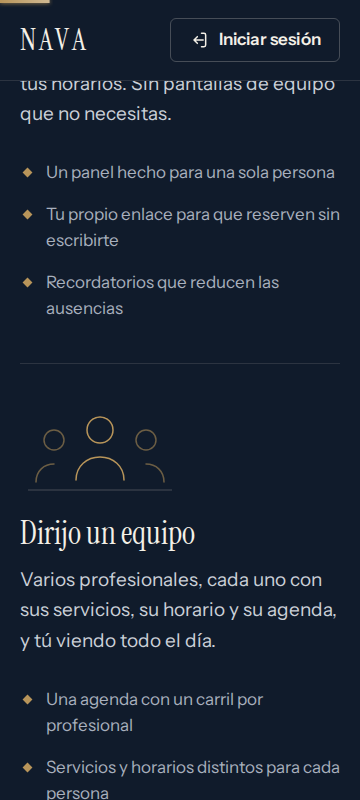 NAVA
Iniciar sesión
tus horarios. Sin pantallas de cuerpo
que no necesitas.
Un panel hecho para una sola persona
Tu propio enlace para que reserven sin
escribirte
Recordatorios que reducen las
ausencias
Dirijo un equipo
Varios profesionales, cada uno con
sus servicios, su horario y su agenda,
y tú viendo todo el día.
Una agenda con un carril por
profesional
Servicios y horarios distintos para cada
persona